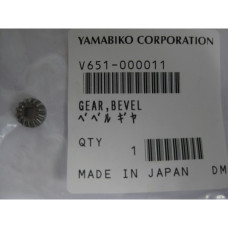 YAMABIKO CORPORATION
V651-000011
GEAR,BEVEL
ベベル ギヤ
QTY 1
MADE IN JAPAN DM